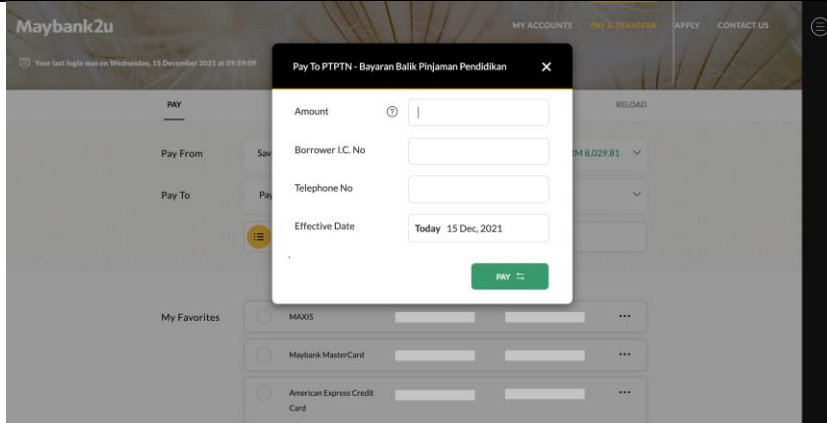 Maybank2u
MY ACCOUNTS PAY & TRANSFER APPLY CONTACT US
Your last login was on Wednesday, 15 December 2021 at 09:59:09
Pay To PTPTN - Bayaran Balik Pinjaman Pendidikan
PAY RELOAD
Amount
Borrower I.C. No
Pay From Sav M 8,029.81
Telephone No
Pay To Pay
Effective Date Today 15 Dec, 2021
PAY
My Favorites MAXIS
Maybank MasterCard
American Express Credit
Card